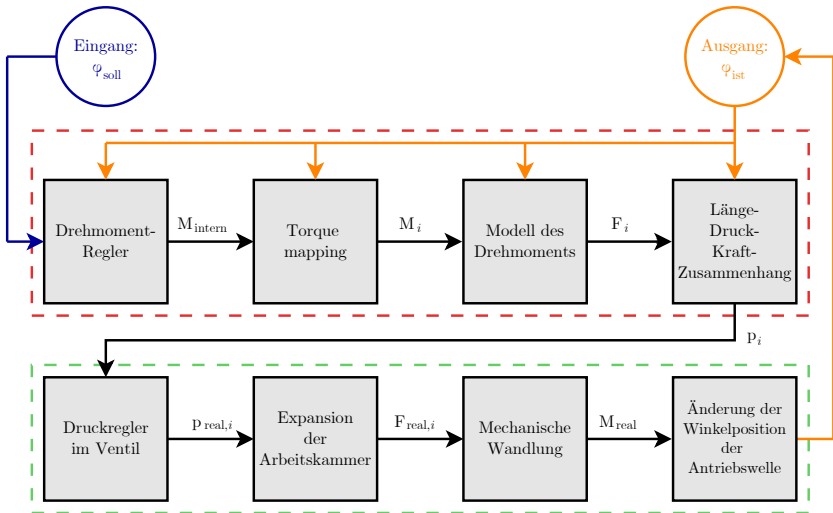 Eingang:
φsoll
Ausgang:
φist
Drehmoment-
Regler
Mintern
Torque
mapping
Mi
Modell des
Drehmoments
Fi
Länge-
Druck-
Kraft-
Zusammenhang
pi
Druckregler
im Ventil
preal,i
Expansion
der
Arbeitskammer
Freal,i
Mechanische
Wandlung
Mreal
Änderung der
Winkelposition
der
Antriebswelle